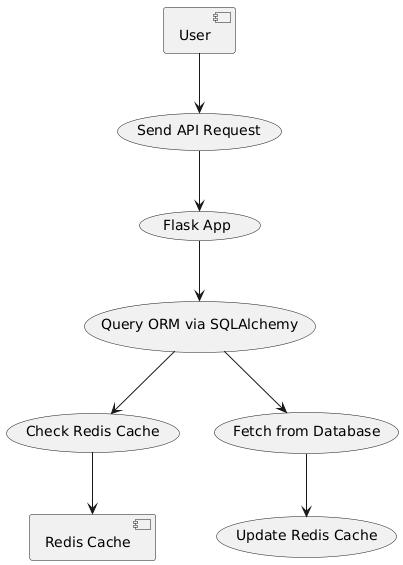 User
Send API Request
Flask App
Query ORM via SQLAlchemy
Check Redis Cache
Fetch from Database
Redis Cache
Update Redis Cache